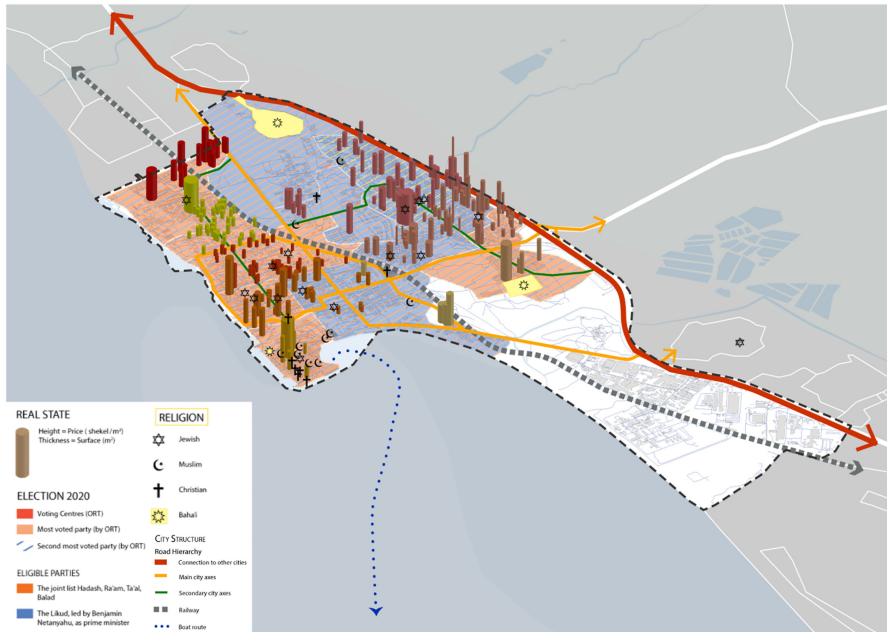 REAL STATE
Height = Price ( shekel /m²)
Thickness = Surface (m²)
ELECTION 2020
Voting Centres (ORT)
Most voted party (by ORT)
Second most voted party (by ORT)
ELIGIBLE PARTIES
The joint list Hadash, Ra'am, Ta'al,
Balad
The Likud, led by Benjamin
Netanyahu, as prime minister
RELIGION
Jewish
Muslim
Christian
Bahaíi
CITY STRUCTURE
Road Hierarchy
Connection to other cities
Main city axes
Secondary city axes
Railway
Boat route